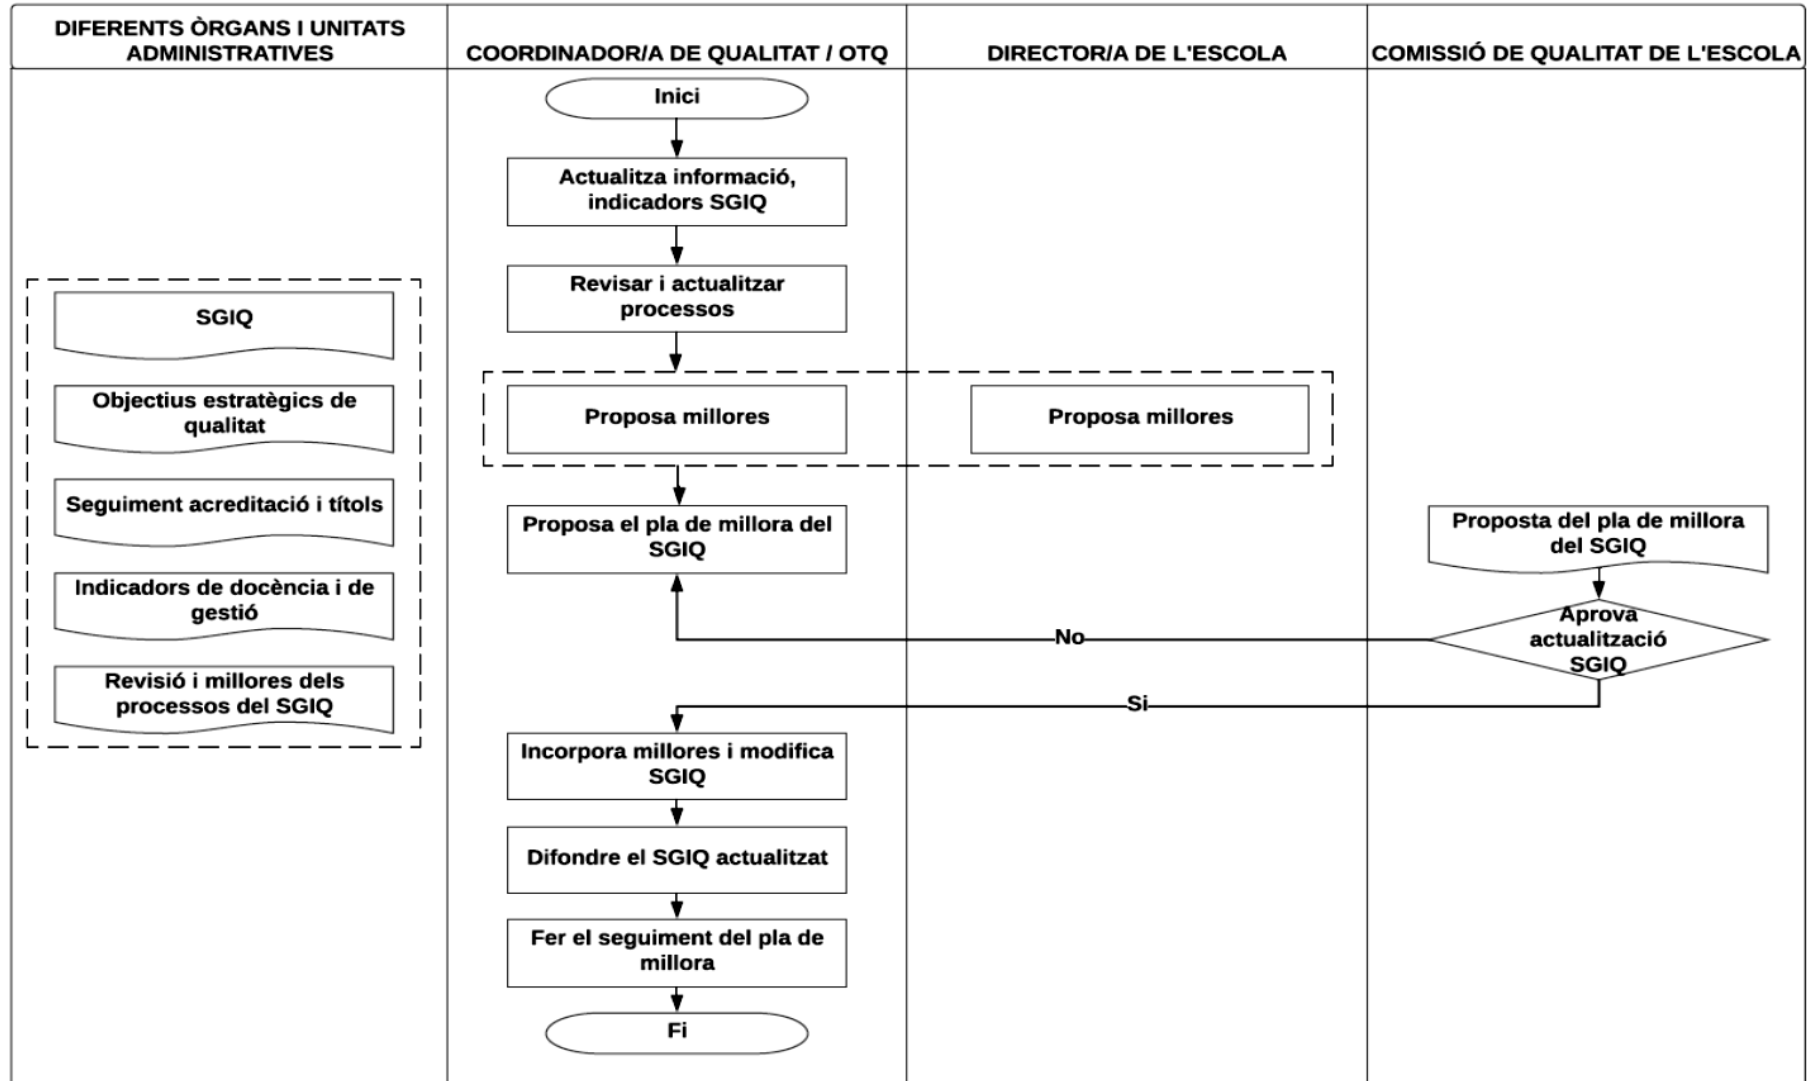 DIFERENTS ÒRGANS I UNITATS
ADMINISTRATIVES
COORDINADOR/A DE QUALITAT / OTQ
DIRECTOR/A DE L'ESCOLA
COMISSIÓ DE QUALITAT DE L'ESCOLA
Inici
Actualitza informació,
indicadors SGIQ
Revisar i actualitzar
processos
SGIQ
Objectius estratègics de
qualitat
Seguiment acreditació i títols
Indicadors de docència i de
gestió
Revisió i millores dels
processos del SGIQ
Proposa millores
Proposa millores
Proposa el pla de millora del
SGIQ
Proposta del pla de millora
del SGIQ
Aprova
actualització
SGIQ
No
Si
Incorpora millores i modifica
SGIQ
Difondre el SGIQ actualitzat
Fer el seguiment del pla de
millora
Fi